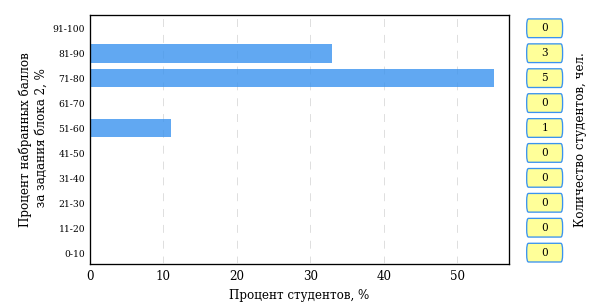 91-100 0
81-90 3
71-80 5
61-70 0
51-60 1
41-50 0
31-40 0
21-30 0
11-20 0
0-10 0
0 10 20 30 40 50
Процент студентов, %
Процент набранных баллов
за задания блока 2, %
Количество студентов, чел.